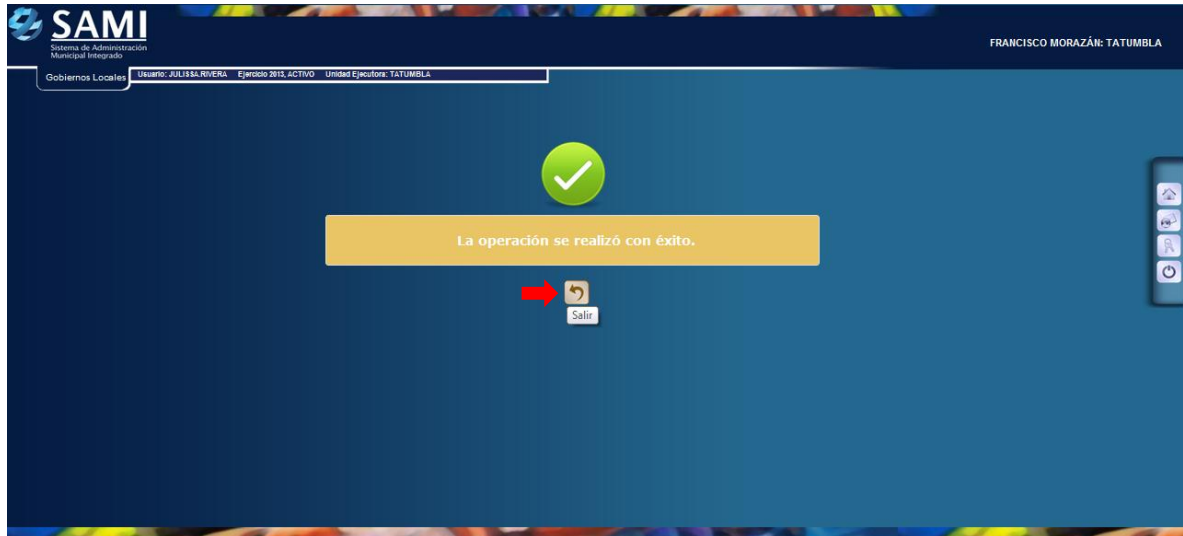 SAMI
Sistema de Administración
Municipal Integrado
FRANCISCO MORAZÁN: TATUMBLA
Gobiernos Locales
Usuario: JULISSA.RIVERA Ejercicio 2013, ACTIVO Unidad Ejecutora: TATUMBLA
La operación se realizó con éxito.
Salir